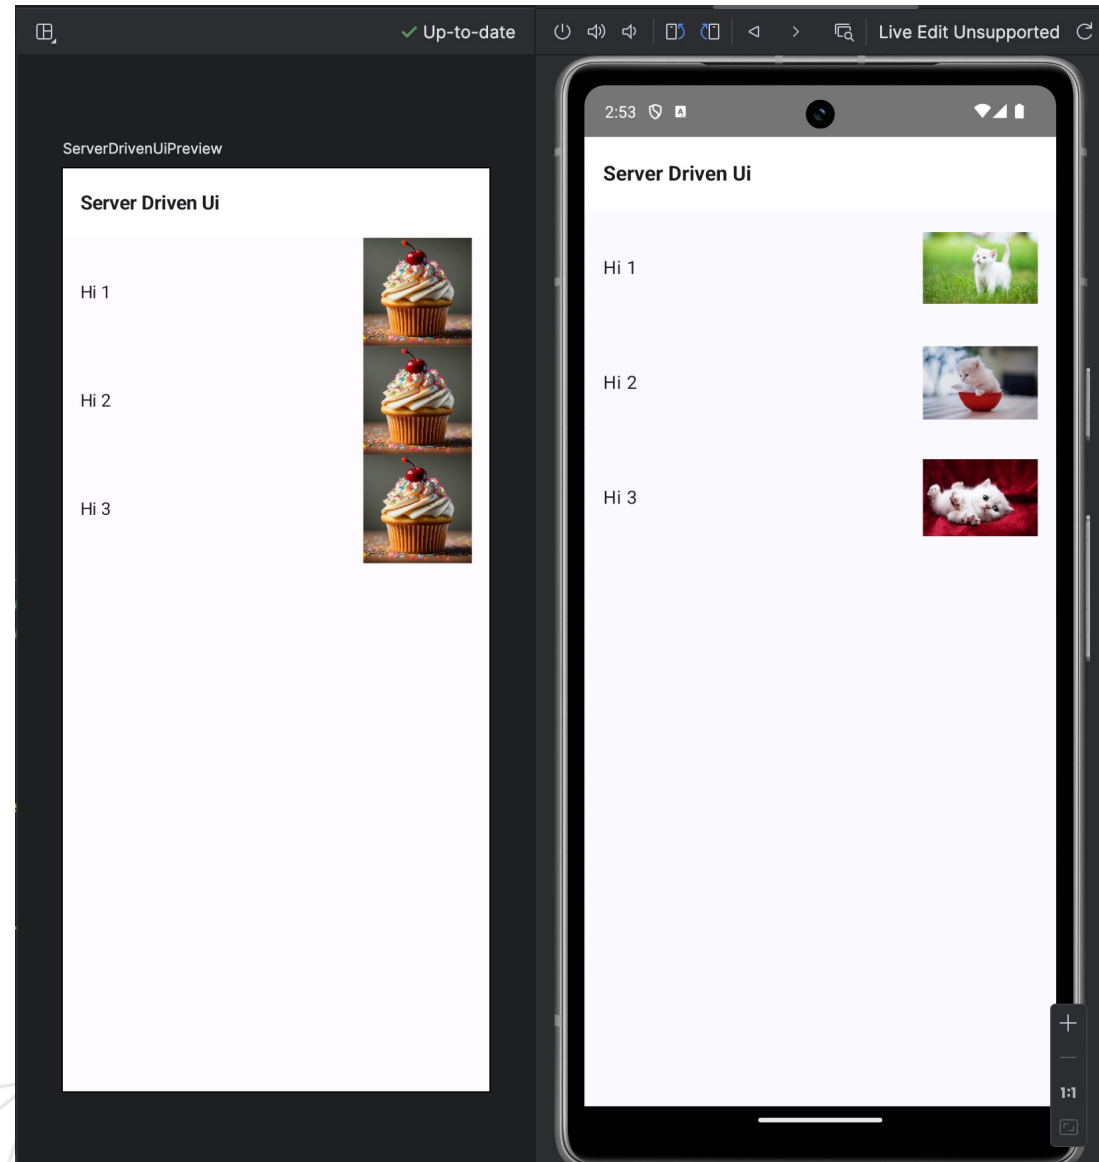 Up-to-date
Live Edit Unsupported
ServerDrivenUiPreview
Server Driven Ui
Hi 1
Hi 2
Hi 3
2:53
A
Server Driven Ui
Hi 1
Hi 2
Hi 3
1:1